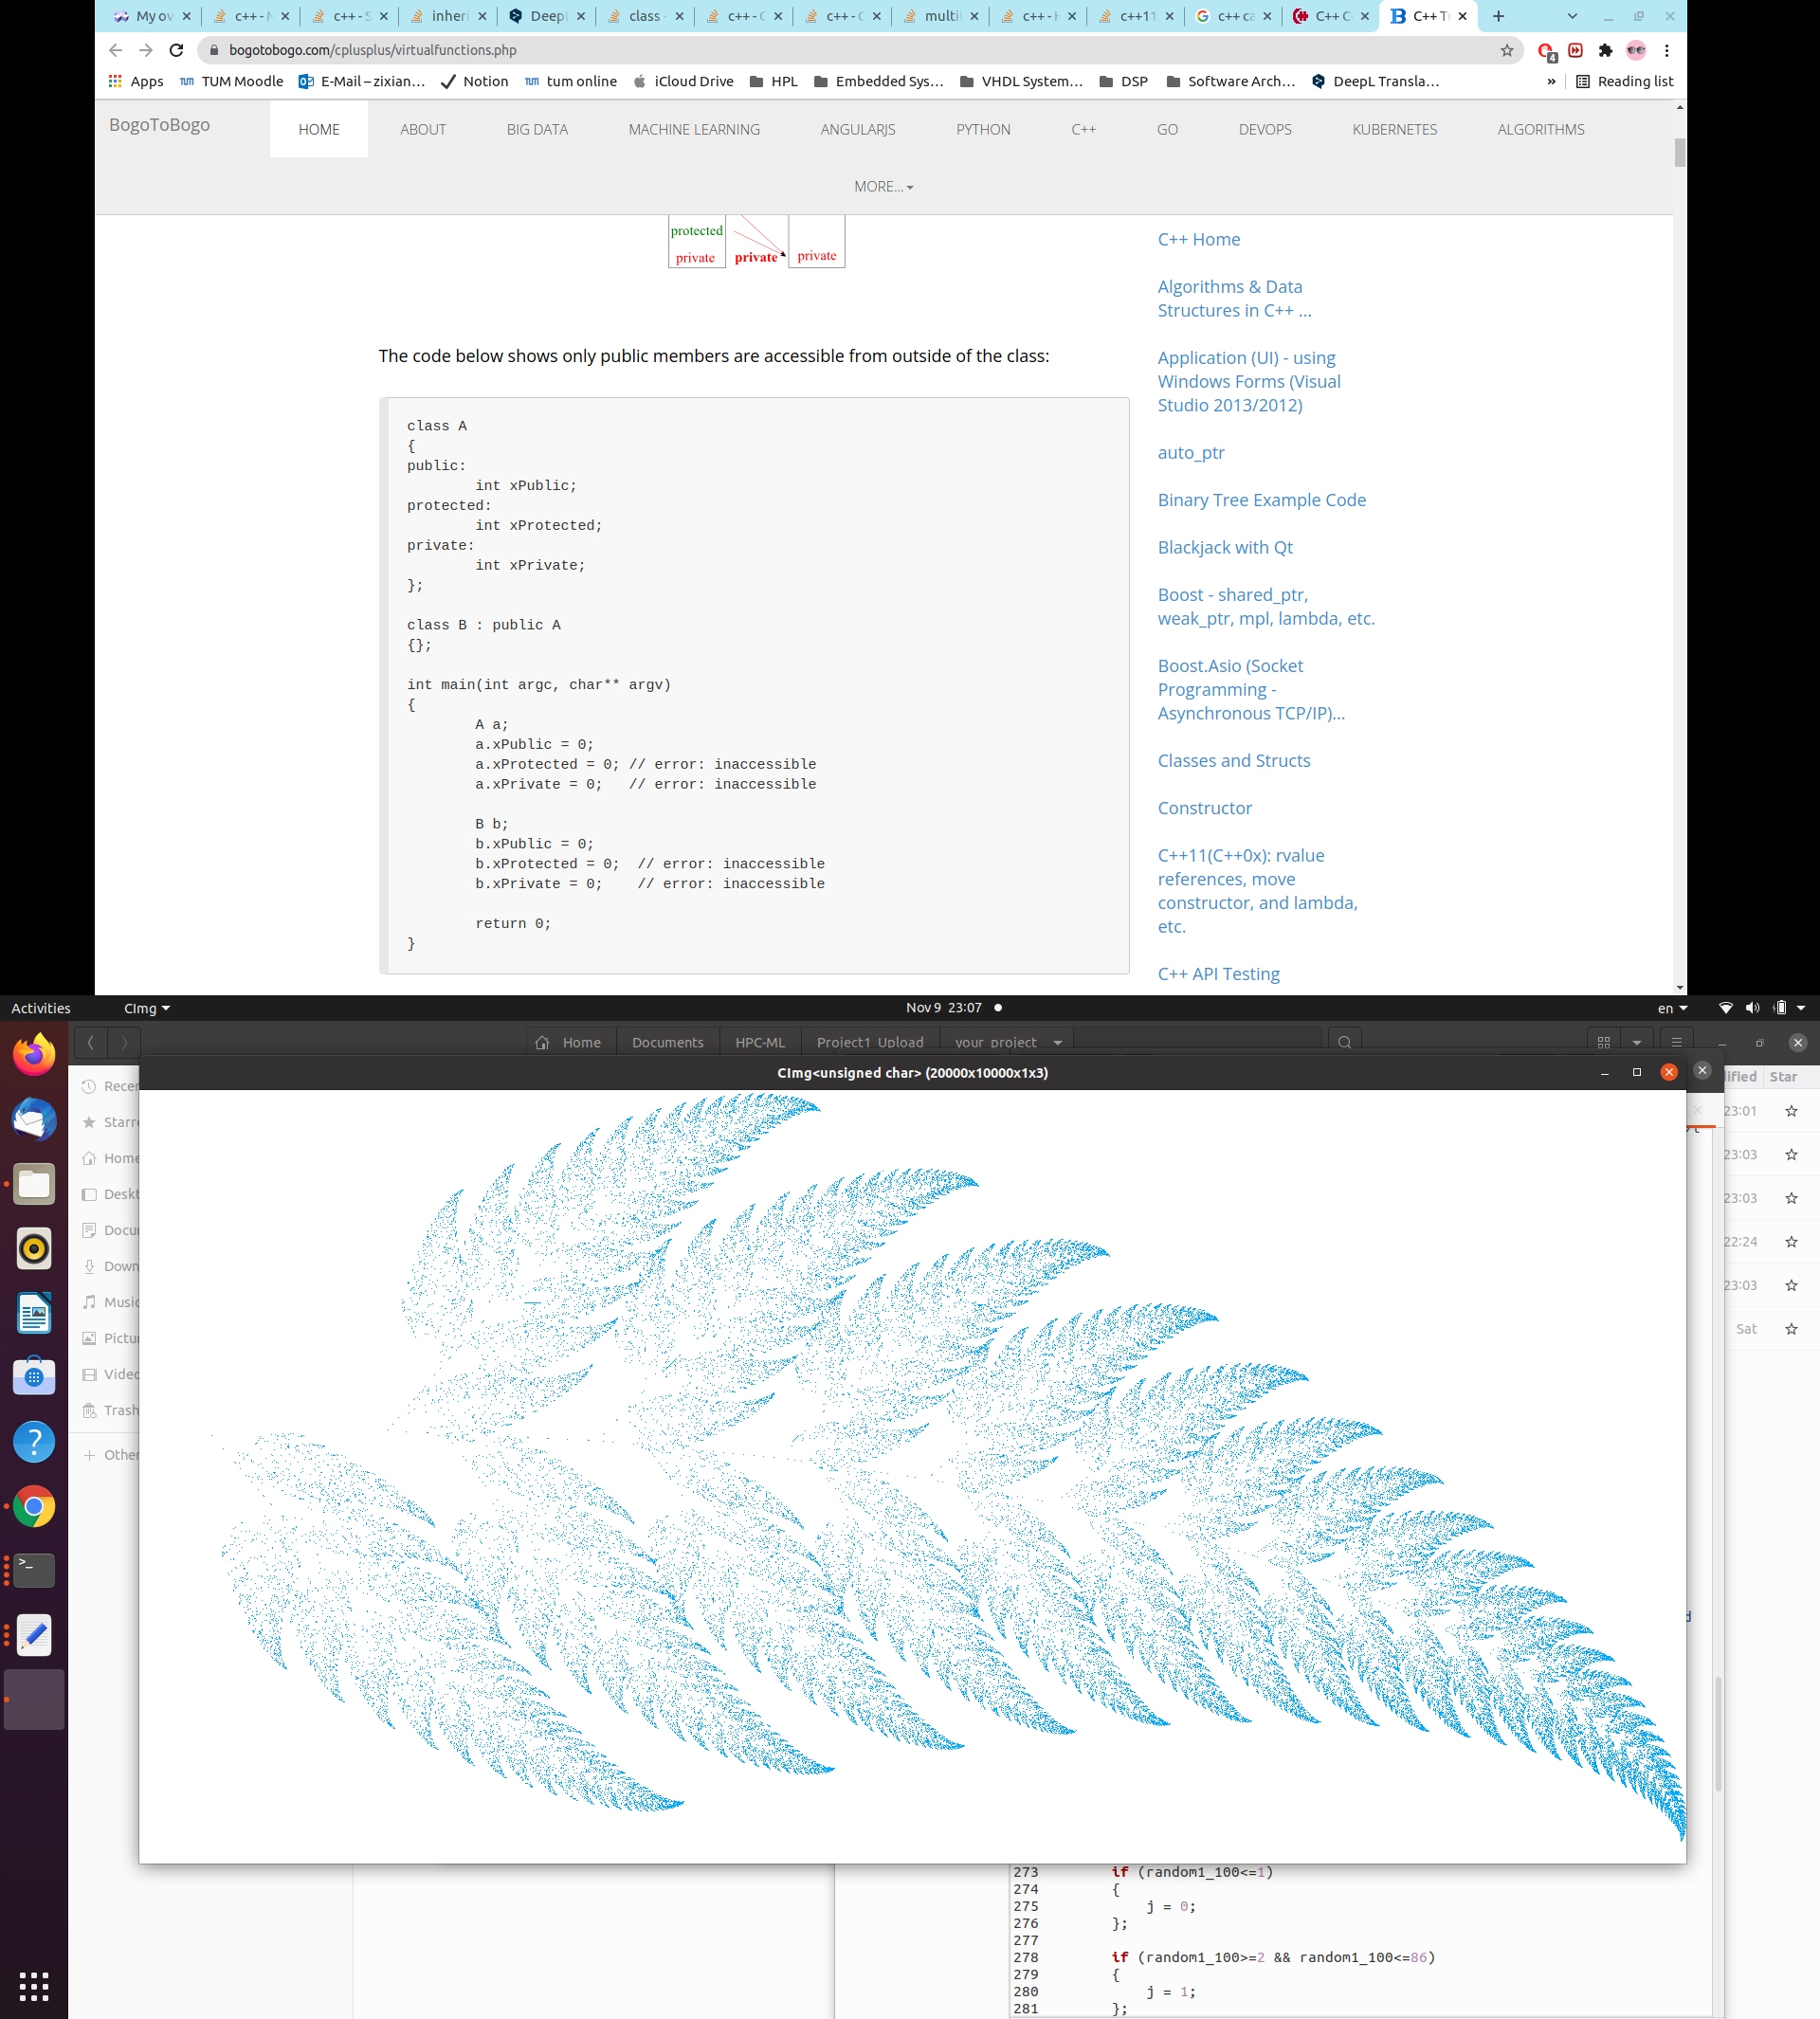 My ov
c++ - N
c++ - S
inheri
DeepL
class -
c++ - C
c++ - C
multi
c++ - H
c++11
c++ ca
C++ C
C++ T
bogotobogo.com/cplusplus/virtualfunctions.php
4
Apps TUM Moodle E-Mail – zixian… Notion tum online iCloud Drive HPL Embedded Sys… VHDL System… DSP Software Arch… DeepL Transla… » Reading list
BogoToBogo HOME ABOUT BIG DATA MACHINE LEARNING ANGULARJS PYTHON C++ GO DEVOPS KUBERNETES ALGORITHMS
MORE...
protected
private private private
The code below shows only public members are accessible from outside of the class:
class A
{
public:
int xPublic;
protected:
int xProtected;
private:
int xPrivate;
};
class B : public A
{};
int main(int argc, char** argv)
{
A a;
a.xPublic = 0;
a.xProtected = 0; // error: inaccessible
a.xPrivate = 0; // error: inaccessible
B b;
b.xPublic = 0;
b.xProtected = 0; // error: inaccessible
b.xPrivate = 0; // error: inaccessible
return 0;
}
C++ Home
Algorithms & Data
Structures in C++ ...
Application (UI) - using
Windows Forms (Visual
Studio 2013/2012)
auto_ptr
Binary Tree Example Code
Blackjack with Qt
Boost - shared_ptr,
weak_ptr, mpl, lambda, etc.
Boost.Asio (Socket
Programming -
Asynchronous TCP/IP)...
Classes and Structs
Constructor
C++11(C++0x): rvalue
references, move
constructor, and lambda,
etc.
C++ API Testing
Activities CImg Nov 9 23:07 en
Home Documents HPC-ML Project1_Upload your_project
CImg<unsigned char> (20000x10000x1x3)
Recen
Starre
Home
Deskt
Docu
Down
Music
Pictu
Video
Trash
Other
ified Star
23:01
23:03
23:03
22:24
23:03
Sat
d
273 if (random1_100<=1)
274 {
275 j = 0;
276 };
277
278 if (random1_100>=2 && random1_100<=86)
279 {
280 j = 1;
281 };